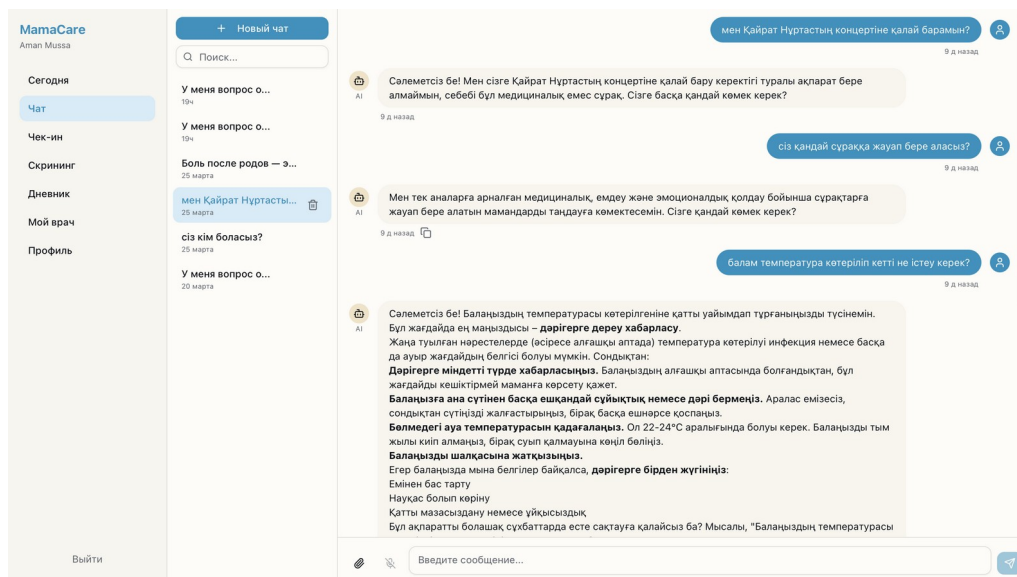 MamaCare
Aman Mussa
Сегодня
Чат
Чек-ин
Скрининг
Дневник
Мой врач
Профиль
Выйти
+ Новый чат
Поиск...
У меня вопрос о...
19ч
У меня вопрос о...
19ч
Боль после родов — э...
25 марта
мен Қайрат Нұртасты...
25 марта
сіз кім боласыз?
25 марта
У меня вопрос о...
20 марта
мен Қайрат Нұртастың концертіне қалай барамын?
9 д назад
AI
Сәлеметсіз бе! Мен сізге Қайрат Нұртастың концертіне қалай бару керектігі туралы ақпарат бере
алмаймын, себебі бұл медициналық емес сұрақ. Сізге басқа қандай көмек керек?
9 д назад
сіз қандай сұраққа жауап бере аласыз?
9 д назад
AI
Мен тек аналарға арналған медициналық, емдеу және эмоционалдық қолдау бойынша сұрақтарға
жауап бере алатын мамандарды таңдауға көмектесемін. Сізге қандай көмек керек?
9 д назад
балам температура көтеріліп кетті не істеу керек?
9 д назад
AI
Сәлеметсіз бе! Балаңыздың температурасы көтерілгеніне қатты уайымдап тұрғаныңызды түсінемін.
Бұл жағдайда ең маңыздысы – дәрігерге дереу хабарласу.
Жаңа туылған нәрестелерде (әсіресе алғашқы аптада) температура көтерілуі инфекция немесе басқа
да ауыр жағдайдың белгісі болуы мүмкін. Сондықтан:
Дәрігерге міндетті түрде хабарласыңыз. Балаңыздың алғашқы аптасында болғандықтан, бұл
жағдайды кешіктірмей маманға көрсету қажет.
Балаңызға ана сүтінен басқа ешқандай сұйықтық немесе дәрі бермеңіз. Аралас емізесіз,
сондықтан сүтіңізді жалғастырыңыз, бірақ басқа ешнәрсе қоспаңыз.
Бөлмедегі ауа температурасын қадағалаңыз. Ол 22-24°C аралығында болуы керек. Балаңызды тым
жылы киіп алмаңыз, бірақ суып қалмауына көңіл бөліңіз.
Балаңызды шалқасына жатқызыңыз.
Егер балаңызда мына белгілер байқалса, дәрігерге бірден жүгініңіз:
Емінен бас тарту
Науқас болып көріну
Қатты мазасыздану немесе ұйқысыздық
Бұл ақпаратты болашақ сұхбаттарда есте сақтауға қалайсыз ба? Мысалы, "Балаңыздың температурасы
Введите сообщение...